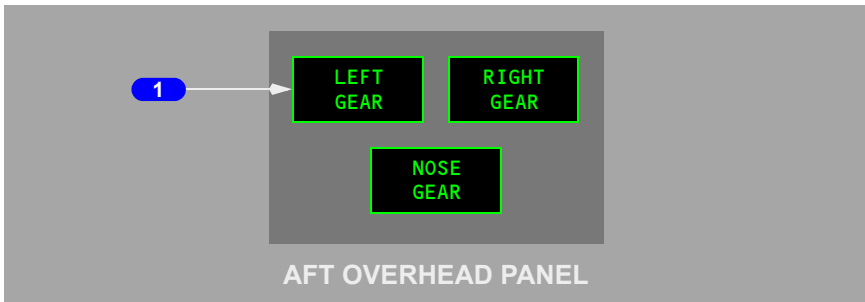 1
LEFT
GEAR
RIGHT
GEAR
NOSE
GEAR
AFT OVERHEAD PANEL